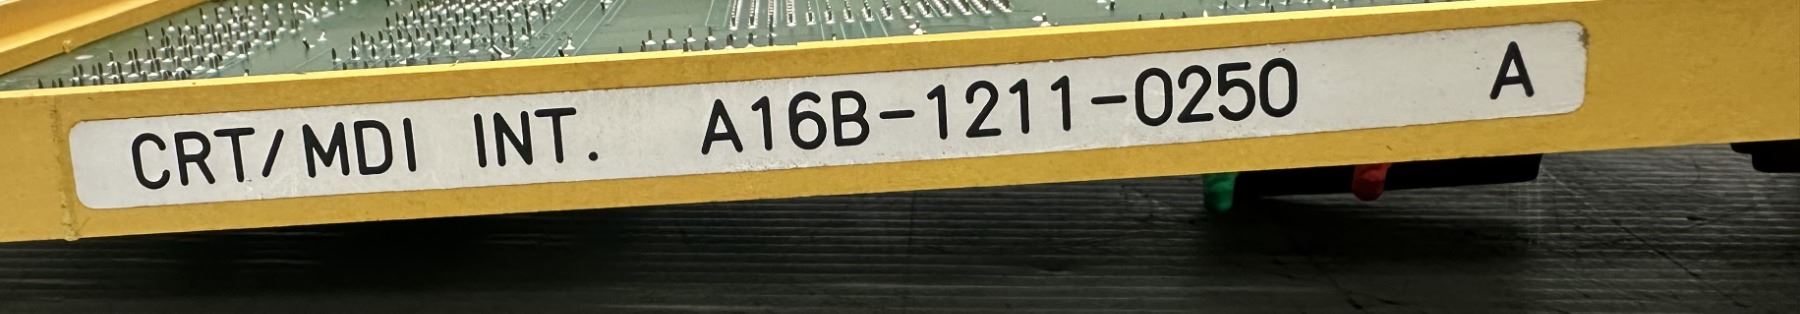 CRT/MDI INT. A16B-1211-0250 A